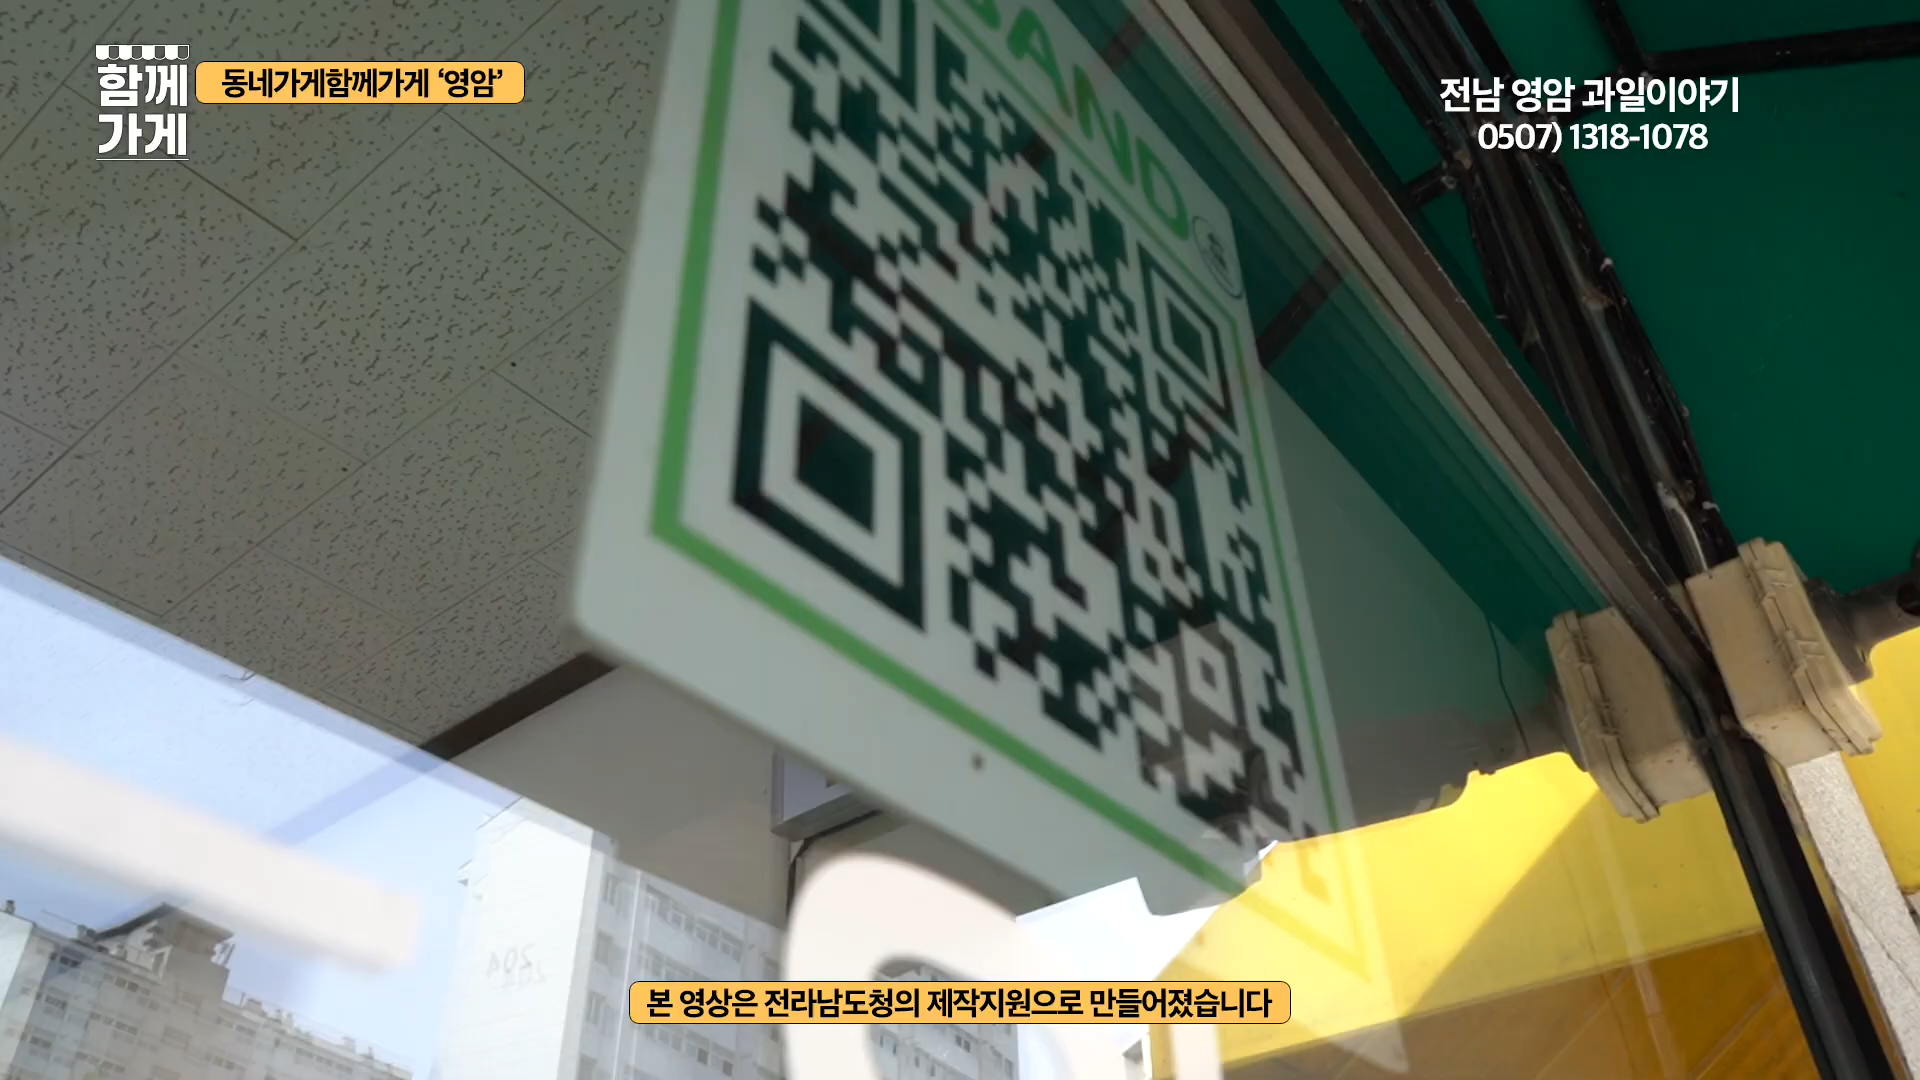 함께
가게
동네가게함께가게 ‘영암’
전남 영암 과일이야기
0507) 1318-1078
BAND
204
본 영상은 전라남도청의 제작지원으로 만들어졌습니다